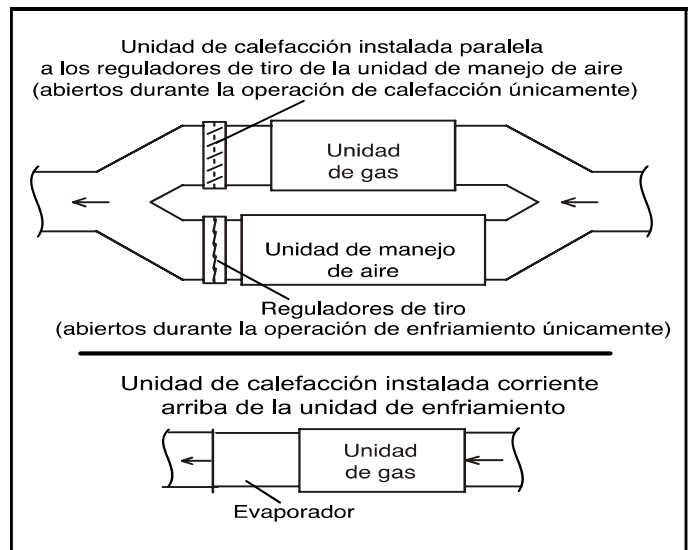 Unidad de calefacción instalada paralela
a los reguladores de tiro de la unidad de manejo de aire
(abiertos durante la operación de calefacción únicamente)
Unidad
de gas
Unidad de manejo
de aire
Reguladores de tiro
(abiertos durante la operación de enfriamiento únicamente)
Unidad de calefacción instalada corriente
arriba de la unidad de enfriamiento
Unidad
de gas
Evaporador